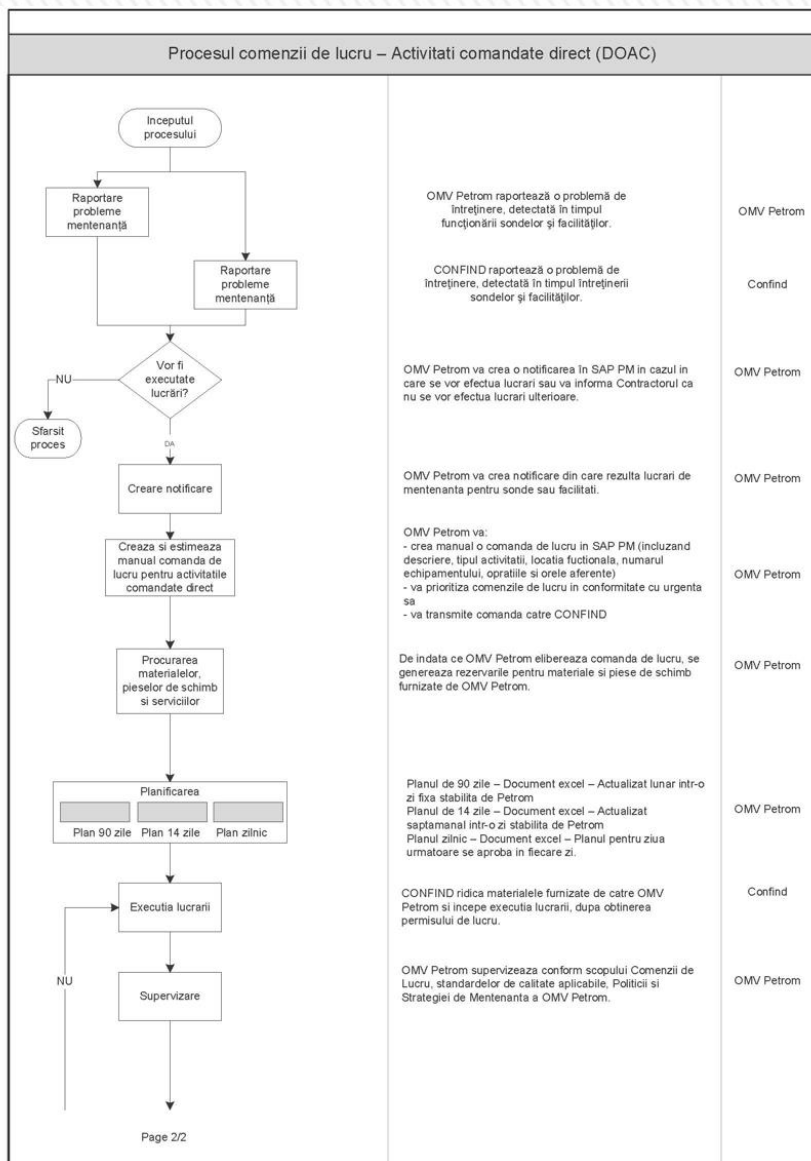 Procesul comenzii de lucru – Activitati comandate direct (DOAC)
Inceputul
procesului
Raportare
probleme
mentenanță
OMV Petrom raportează o problemă de
întreținere, detectată în timpul
funcționării sondelor şi facilităților.
OMV Petrom
Raportare
probleme
mentenanță
CONFIND raportează o problemă de
întreținere, detectată în timpul întreținerii
sondelor şi facilităților.
Confind
Vor fi
executate
lucrări?
NU
OMV Petrom va crea o notificarea în SAP PM in cazul in
care se vor efectua lucrari sau va informa Contractorul ca
nu se vor efectua lucrari ulterioare.
OMV Petrom
Sfarsit
proces
DA
Creare notificare
OMV Petrom va crea notificare din care rezulta lucrari de
mentenanta pentru sonde sau facilitati.
OMV Petrom
Creaza si estimeaza
manual comanda de
lucru pentru activitatile
comandate direct
OMV Petrom va:
- crea manual o comanda de lucru in SAP PM (incluzand
descriere, tipul activitatii, locatia fuctionala, numarul
echipamentului, opratiile si orele aferente)
- va prioritiza comenzile de lucru in conformitate cu urgenta
sa
- va transmite comanda catre CONFIND
OMV Petrom
Procurarea
materialelor,
pieselor de schimb
si serviciilor
De indata ce OMV Petrom elibereaza comanda de lucru, se
genereaza rezervarile pentru materiale si piese de schimb
furnizate de OMV Petrom.
OMV Petrom
Planificarea
Plan 90 zile Plan 14 zile Plan zilnic
Planul de 90 zile – Document excel – Actualizat lunar intr-o
zi fixa stabilita de Petrom
Planul de 14 zile – Document excel – Actualizat
saptamanal intr-o zi stabilita de Petrom
Planul zilnic – Document excel – Planul pentru ziua
urmatoare se aproba in fiecare zi.
OMV Petrom
Executia lucrarii
CONFIND ridica materialele furnizate de catre OMV
Petrom si incepe executia lucrarii, dupa obtinerea
permisului de lucru.
Confind
NU
Supervizare
OMV Petrom supervizeaza conform scopului Comenzii de
Lucru, standardelor de calitate aplicabile, Politicii si
Strategiei de Mentenanta a OMV Petrom.
OMV Petrom
Page 2/2